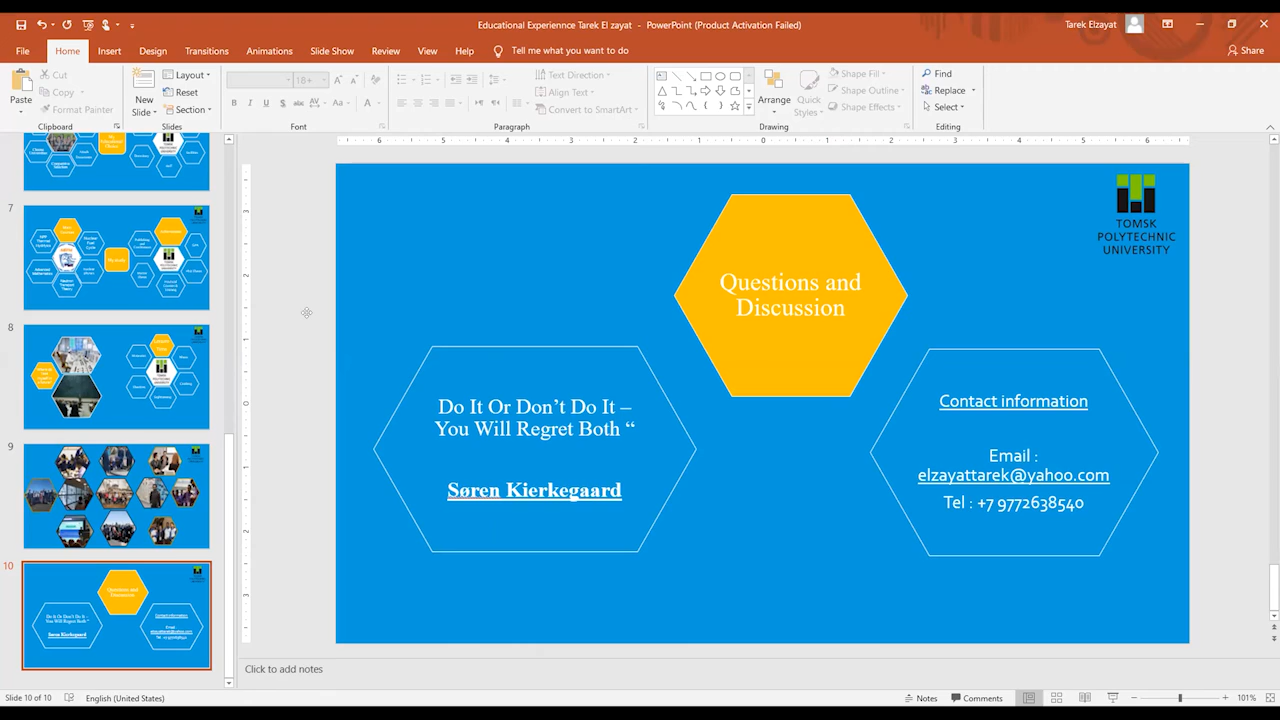 Educational Experiennce Tarek El zayat - PowerPoint (Product Activation Failed)
Tarek Elzayat
File Home Insert Design Transitions Animations Slide Show Review View Help Tell me what you want to do Share
Paste
Cut
Copy
Format Painter
Clipboard
New
Slide
Layout
Reset
Section
Slides
18+
Font
Text Direction
Align Text
Convert to SmartArt
Paragraph
Arrange
Quick
Styles
Shape Fill
Shape Outline
Shape Effects
Drawing
Find
Replace
Select
Editing
7
8
9
10
TOMSK
POLYTECHNIC
UNIVERSITY
Questions and
Discussion
Do It Or Don’t Do It –
You Will Regret Both “
Søren Kierkegaard
Contact information
Email :
elzayattarek@yahoo.com
Tel : +7 9772638540
Click to add notes
Slide 10 of 10 English (United States) Notes Comments 101%